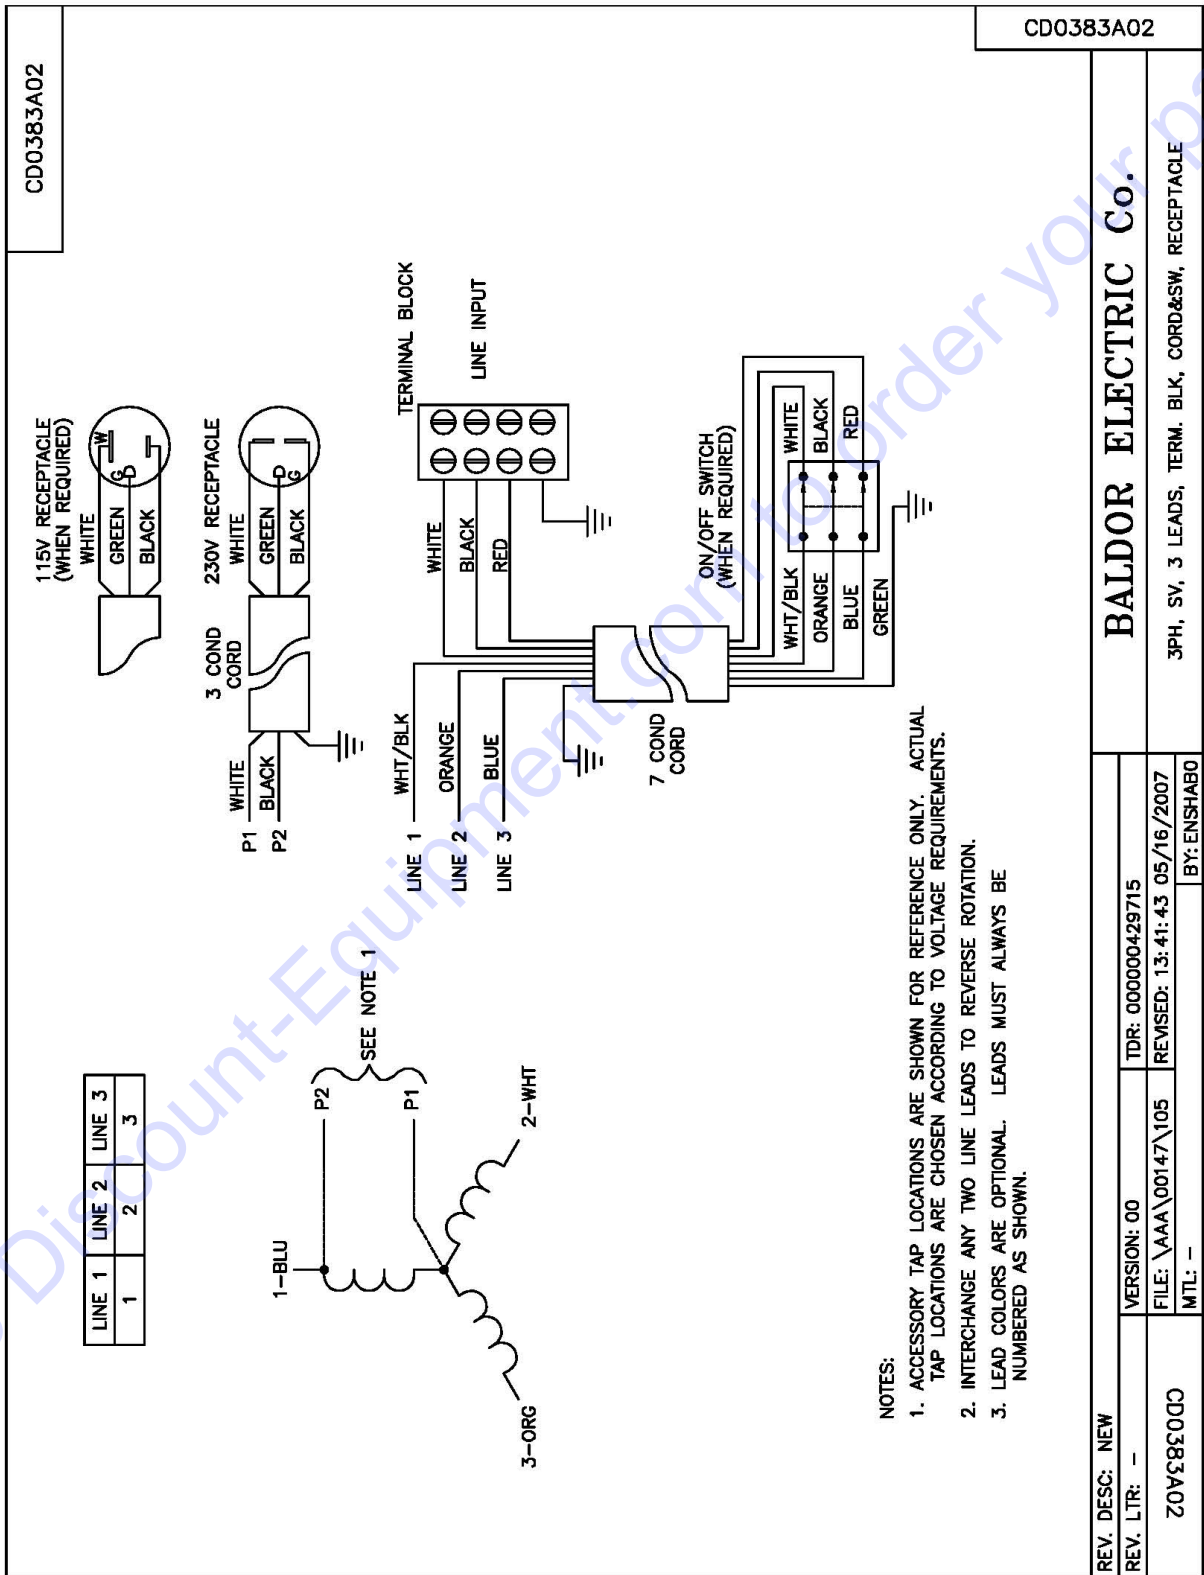 CD0383A02
LINE 1 LINE 2 LINE 3
1 2 3
1-BLU
2-WHT
3-ORG
P2
P1
SEE NOTE 1
115V RECEPTACLE
(WHEN REQUIRED)
WHITE
GREEN
BLACK
W
G
230V RECEPTACLE
WHITE
GREEN
BLACK
G
3 COND
CORD
P1
WHITE
P2
BLACK
TERMINAL BLOCK
LINE INPUT
WHITE
BLACK
RED
LINE 1
WHT/BLK
LINE 2
ORANGE
LINE 3
BLUE
7 COND
CORD
ON/OFF SWITCH
(WHEN REQUIRED)
WHT/BLK
ORANGE
BLUE
GREEN
WHITE
BLACK
RED
NOTES:
1. ACCESSORY TAP LOCATIONS ARE SHOWN FOR REFERENCE ONLY. ACTUAL
TAP LOCATIONS ARE CHOSEN ACCORDING TO VOLTAGE REQUIREMENTS.
2. INTERCHANGE ANY TWO LINE LEADS TO REVERSE ROTATION.
3. LEAD COLORS ARE OPTIONAL. LEADS MUST ALWAYS BE
NUMBERED AS SHOWN.
REV. DESC: NEW
REV. LTR: -
VERSION: 00
TDR: 000000429715
CD0383A02
FILE: \AAA\00147\105
REVISED: 13:41:43 05/16/2007
MTL: -
BY: ENSHABO
BALDOR ELECTRIC Co.
3PH, SV, 3 LEADS, TERM. BLK, CORD&SW, RECEPTACLE
CD0383A02
Discount-Equipment.com to order your